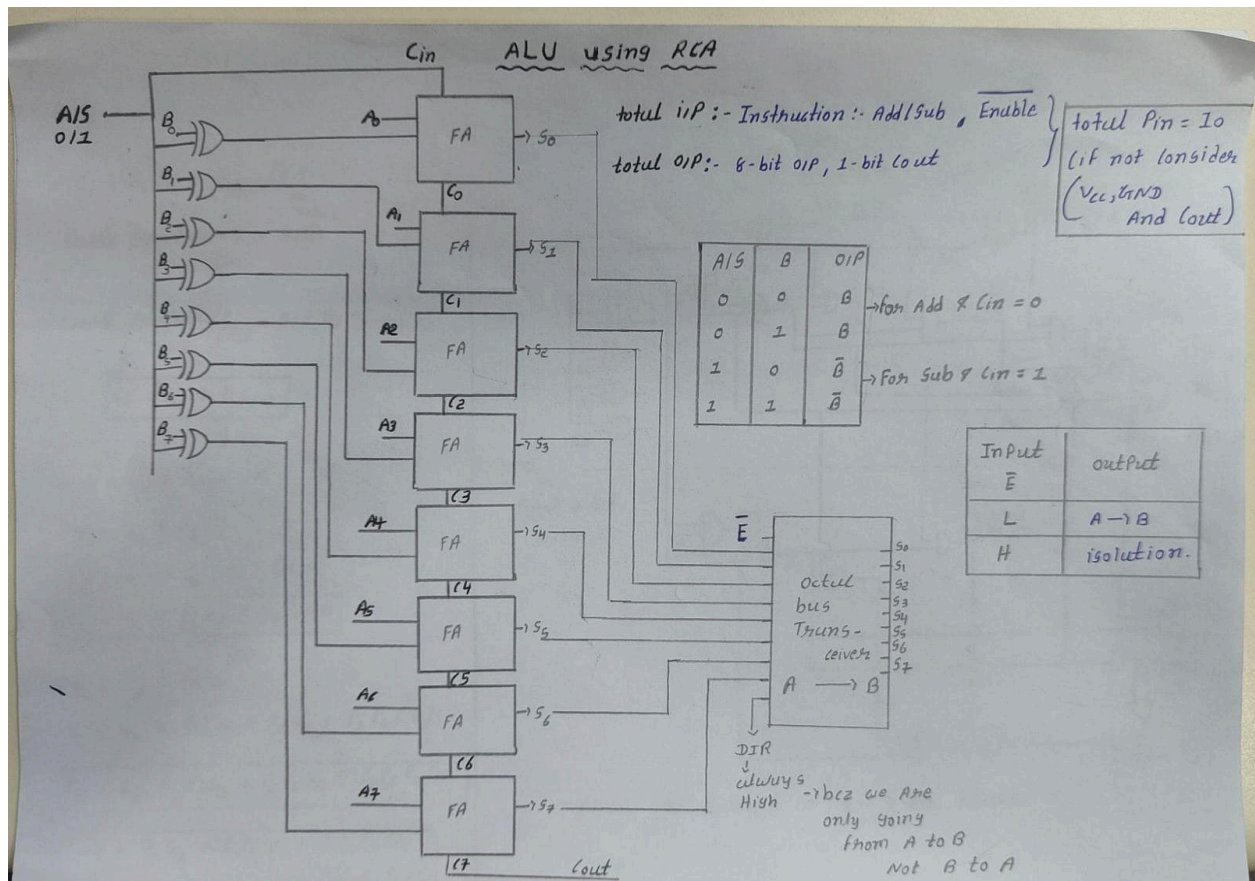 ALU using RCA
Cin
A/S
0/1
B0
B1
B2
B3
B4
B5
B6
B7
A0
FA
S0
C0
A1
FA
S1
C1
A2
FA
S2
C2
A3
FA
S3
C3
A4
FA
S4
C4
A5
FA
S5
C5
A6
FA
S6
C6
A7
FA
S7
C7
Cout
total i/P :- Instruction :- Add/Sub , Enable
total O/P:- 8-bit O/P, 1-bit Cout
total Pin = 10
(if not Consider
(Vcc, GND
And Cout)
A/S B O/P
0 0 B
0 1 B
1 0 B̅
1 1 B̅
→for Add & Cin = 0
→For Sub & Cin = 1
InPut
E̅
outPut
L A→B
H isolution.
E̅
octul
bus
Truns-
ceiver
A → B
S0
S1
S2
S3
S4
S5
S6
S7
DIR
↓
always
High
→bcz we Are
only going
from A to B
Not B to A